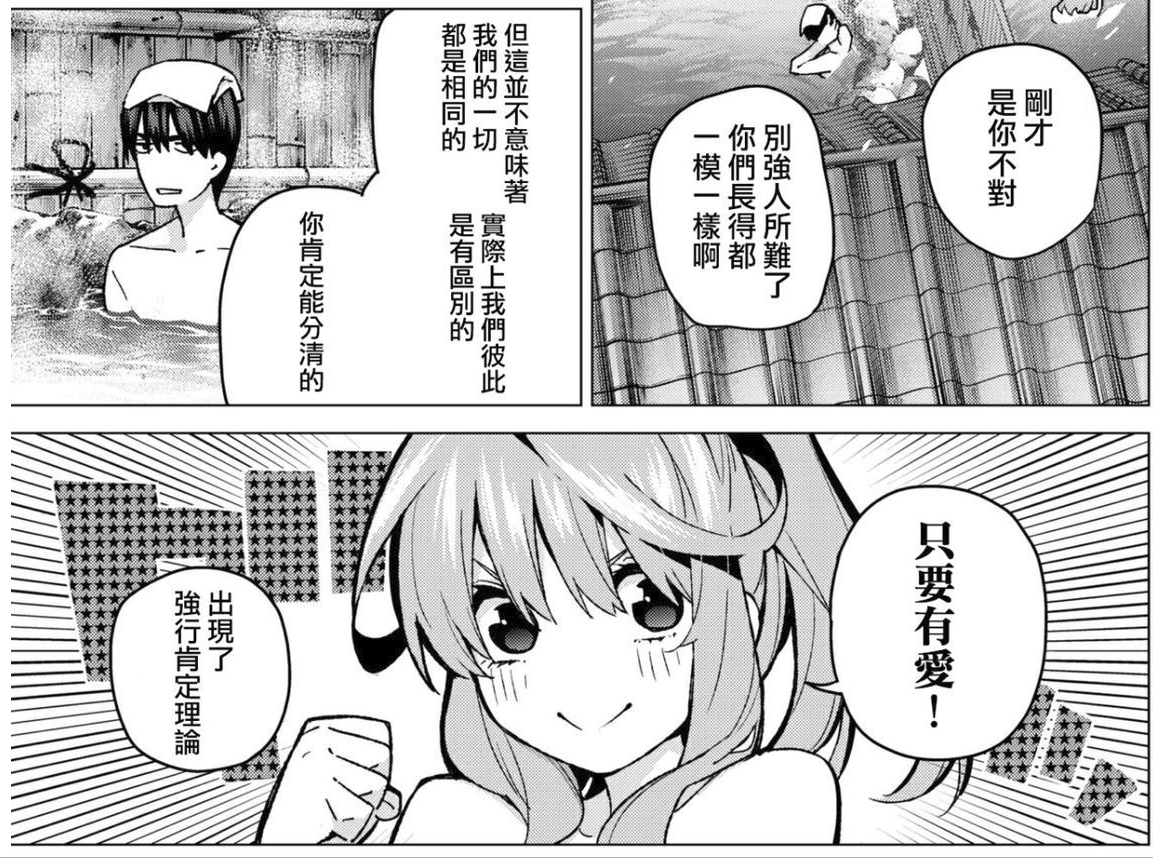 剛才
是你不對
別強人所難了
你們長得都
一模一樣啊
但這並不意味著
我們的一切
都是相同的
實際上我們彼此
是有區別的
你肯定能分清的
只要有愛！
出現了
強行肯定理論